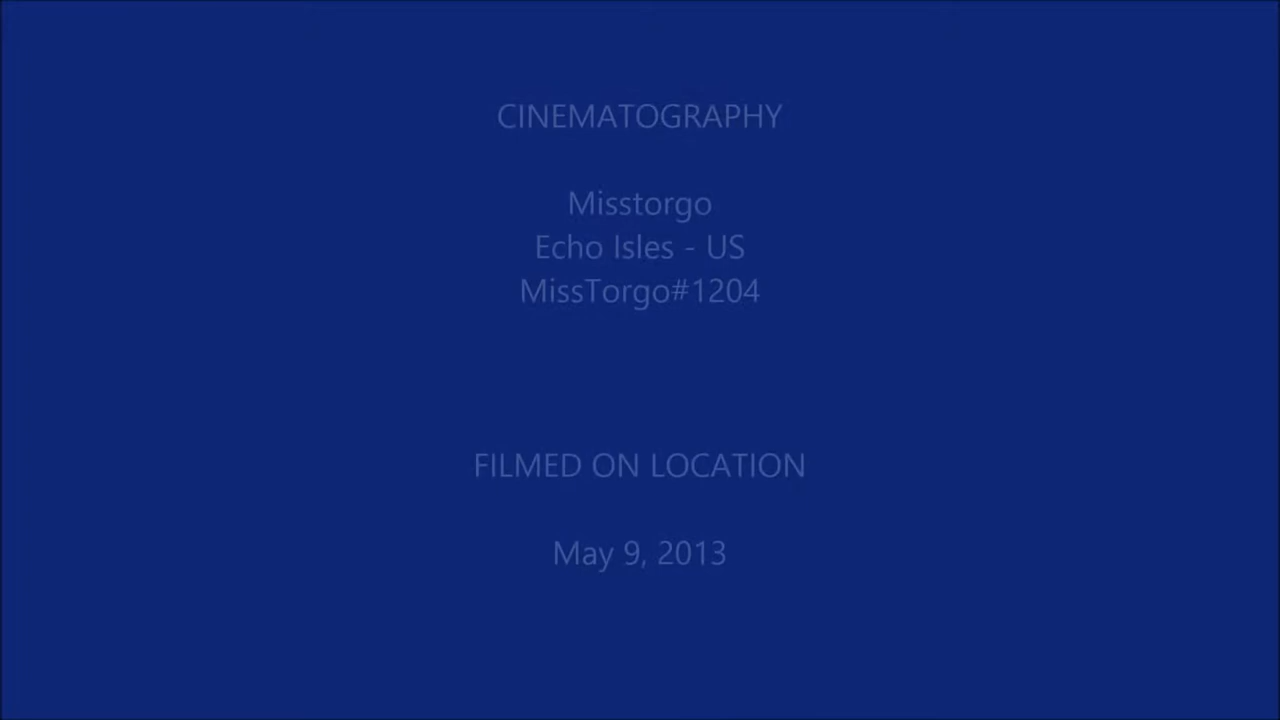 CINEMATOGRAPHY
Misstorgo
Echo Isles - US
MissTorgo#1204
FILMED ON LOCATION
May 9, 2013